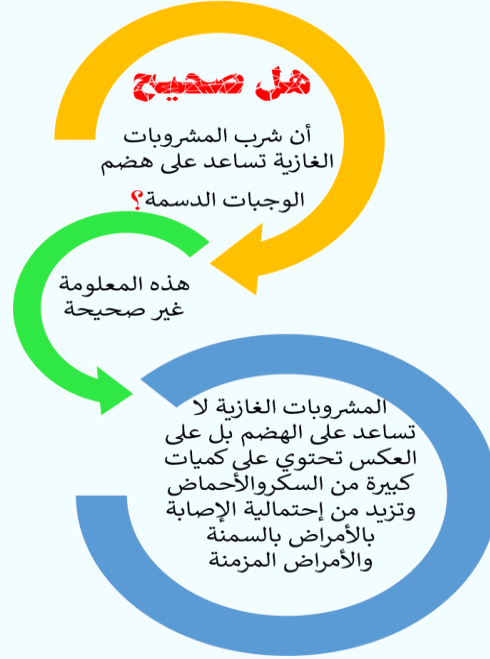 هل صحيح
أن شرب المشروبات
الغازية تساعد على هضم
الوجبات الدسمة؟
هذه المعلومة
غير صحيحة
المشروبات الغازية لا
تساعد على الهضم بل على
العكس تحتوي على كميات
كبيرة من السكروالأحماض
وتزيد من إحتمالية الإصابة
بالأمراض بالسمنة
والأمراض المزمنة